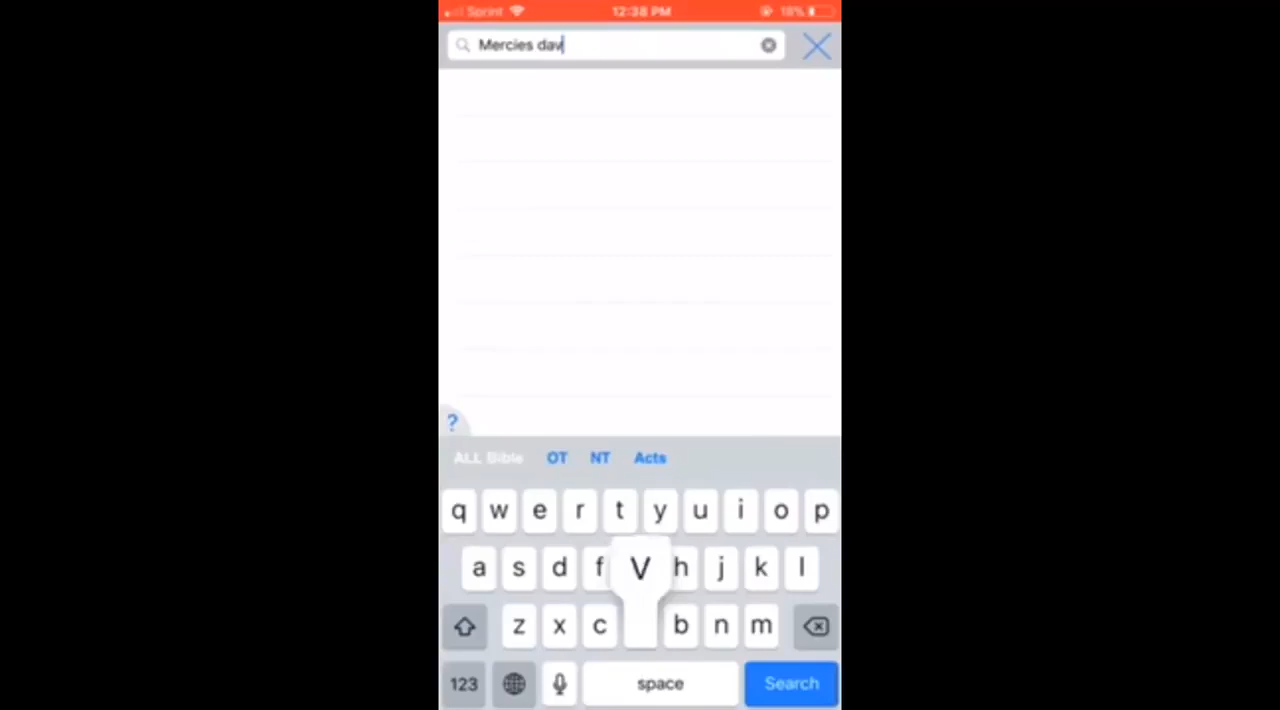 Sprint 12:38 PM 18%
Mercies dav
?
ALL Bible OT NT Acts
q w e r t y u i o p
a s d f V h j k l
z x c b n m
123 space Search